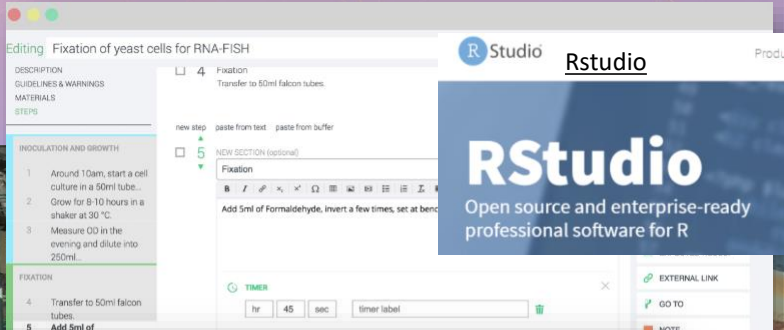 Editing Fixation of yeast cells for RNA-FISH
DESCRIPTION
GUIDELINES & WARNINGS
MATERIALS
STEPS
INOCULATION AND GROWTH
1 Around 10am, start a cell
culture in a 50ml tube...
2 Grow for 8-10 hours in a
shaker at 30 °C.
3 Measure OD in the
evening and dilute into
250ml...
FIXATION
4 Transfer to 50ml falcon
tubes.
5 Add 5ml of
4 Fixation
Transfer to 50ml falcon tubes.
new step paste from text paste from buffer
5 NEW SECTION (optional)
Fixation
Add 5ml of Formaldehyde, invert a few times, set at
TIMER
hr 45 sec timer label
R Studio
Rstudio
RStudio
Open source and enterprise-ready
professional software for R
EXTERNAL LINK
GO TO
NOTE